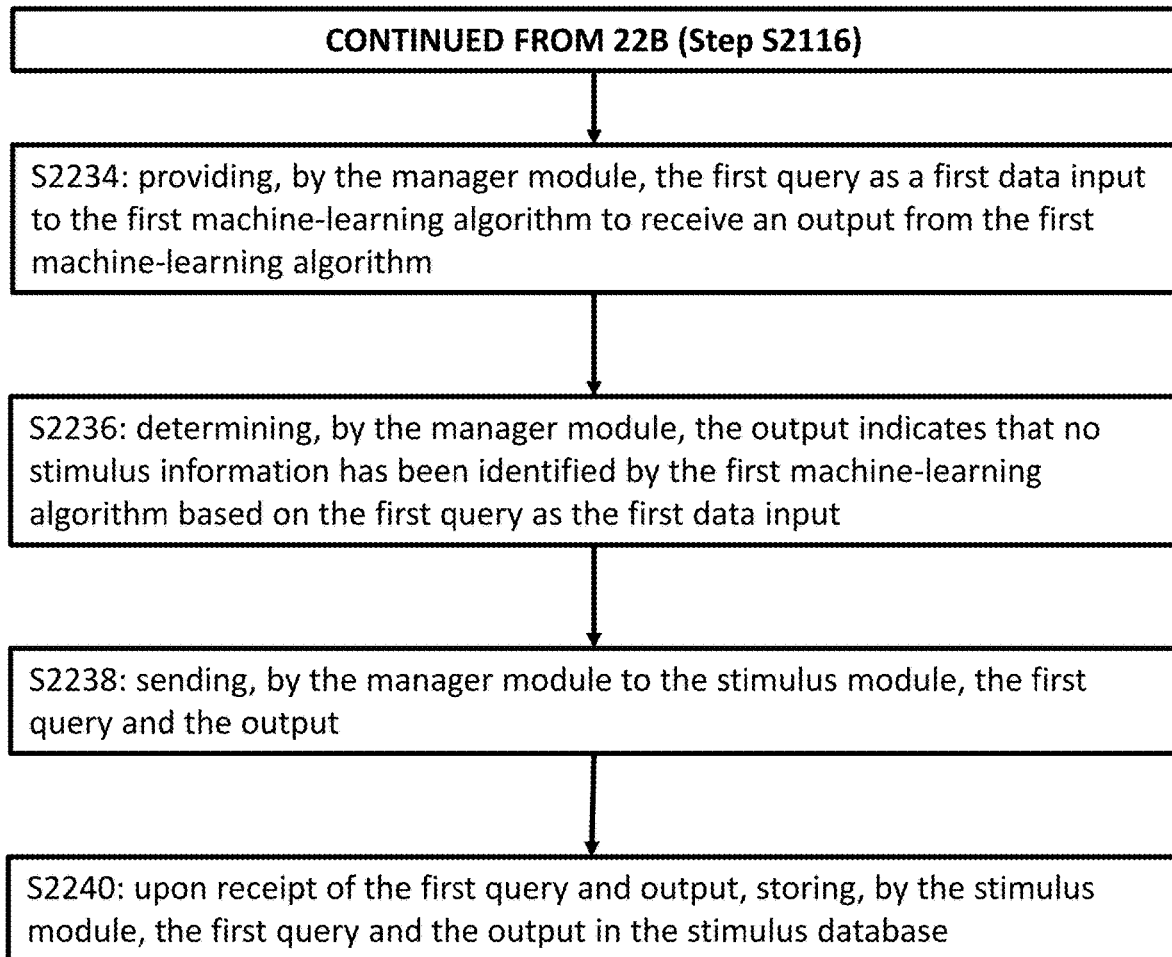 CONTINUED FROM 22B (Step S2116)
S2234: providing, by the manager module, the first query as a first data input
to the first machine-learning algorithm to receive an output from the first
machine-learning algorithm
S2236: determining, by the manager module, the output indicates that no
stimulus information has been identified by the first machine-learning
algorithm based on the first query as the first data input
S2238: sending, by the manager module to the stimulus module, the first
query and the output
S2240: upon receipt of the first query and output, storing, by the stimulus
module, the first query and the output in the stimulus database